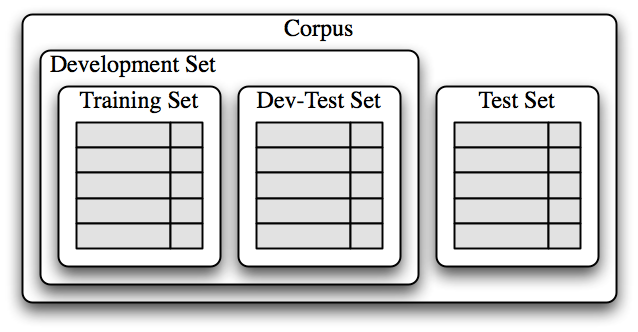 Corpus
Development Set
Training Set
Dev-Test Set
Test Set